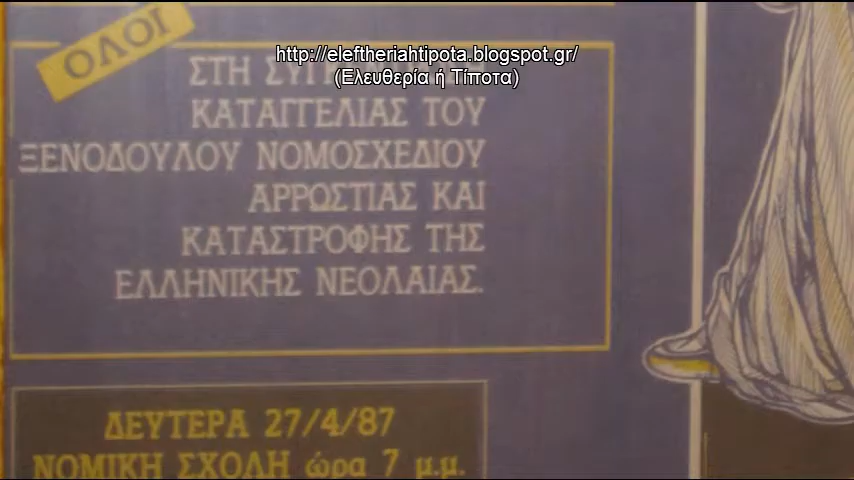 http://eleftheriahtipota.blogspot.gr/
(Ελευθερία ή Τίποτα)
ΟΛΟΙ
ΣΤΗ
ΚΑΤΑΓΓΕΛΙΑΣ ΤΟΥ
ΞΕΝΟΔΟΥΛΟΥ ΝΟΜΟΣΧΕΔΙΟΥ
ΑΡΡΩΣΤΙΑΣ ΚΑΙ
ΚΑΤΑΣΤΡΟΦΗΣ ΤΗΣ
ΕΛΛΗΝΙΚΗΣ ΝΕΟΛΑΙΑΣ.
ΔΕΥΤΕΡΑ 27/4/87
ΝΟΜΙΚΗ ΣΧΟΛΗ ώρα 7 μ.μ.